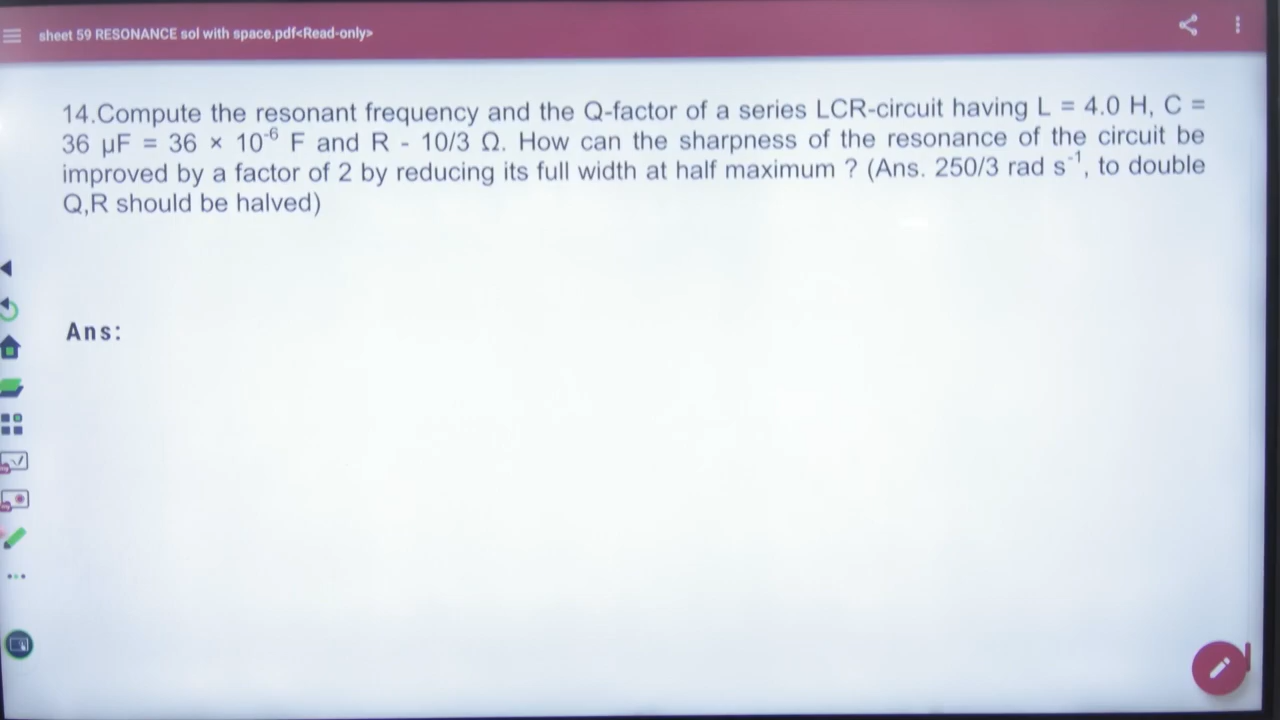 sheet 59 RESONANCE sol with space.pdf<Read-only>
14.Compute the resonant frequency and the Q-factor of a series LCR-circuit having L = 4.0 H, C =
36 μF = 36 × 10⁻⁶ F and R - 10/3 Ω. How can the sharpness of the resonance of the circuit be
improved by a factor of 2 by reducing its full width at half maximum ? (Ans. 250/3 rad s⁻¹, to double
Q,R should be halved)
Ans: